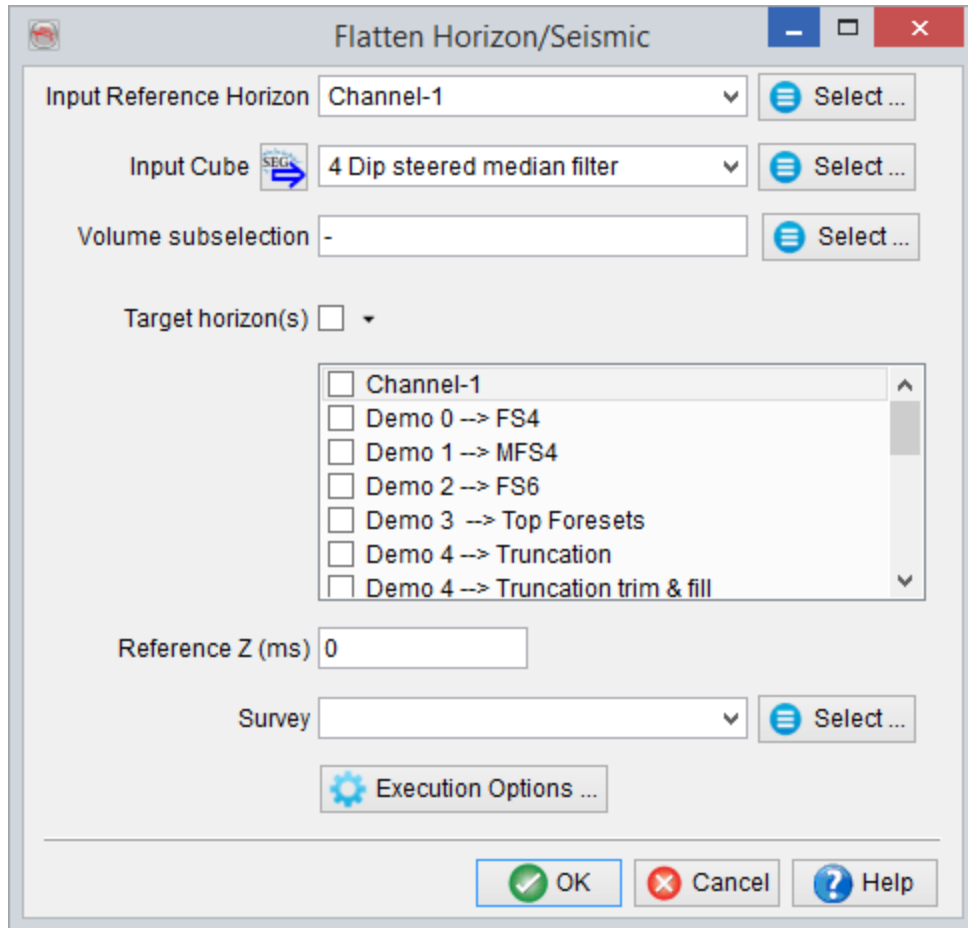 Flatten Horizon/Seismic
Input Reference Horizon Channel-1 Select ...
Input Cube SEG 4 Dip steered median filter Select ...
Volume subselection - Select ...
Target horizon(s)
Channel-1
Demo 0 --> FS4
Demo 1 --> MFS4
Demo 2 --> FS6
Demo 3 --> Top Foresets
Demo 4 --> Truncation
Demo 4 --> Truncation trim & fill
Reference Z (ms) 0
Survey Select ...
Execution Options ...
OK Cancel ? Help